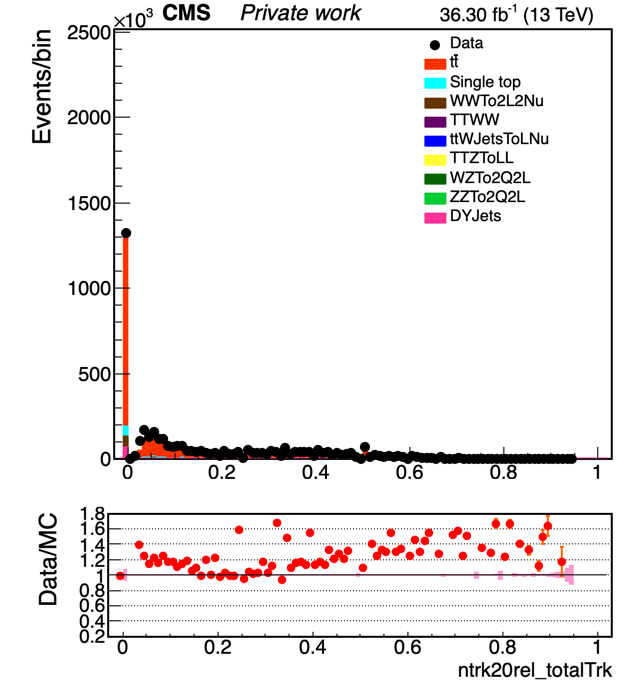 ×10³ CMS Private work 36.30 fb⁻¹ (13 TeV)
Events/bin
2500
2000
1500
1000
500
0
Data
tt̄
Single top
WWTo2L2Nu
TTWW
ttWJetsToLNu
TTZToLL
WZTo2Q2L
ZZTo2Q2L
DYJets
0 0.2 0.4 0.6 0.8 1
Data/MC
1.8
1.6
1.4
1.2
1
0.8
0.6
0.4
0.2
0 0.2 0.4 0.6 0.8 1
ntrk20rel_totalTrk